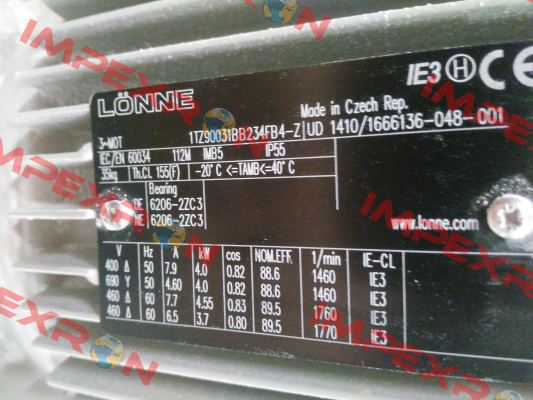 LÖNNE
IE3 H CE
Made in Czech Rep.
3~MOT 1TZ90031BB234FB4-Z UD 1410/1666136-048-001
IEC/EN 60034 112M IMB5 IP55
35kg Th.CL 155(F) -20°C <=TAMB<=40°C
Bearing
DE 6206-2ZC3
NE 6206-2ZC3
www.lonne.com
V Hz A kW cos NOM.EFF 1/min IE-CL
400 Δ 50 7.9 4.0 0.82 88.6 1460 IE3
690 Y 50 4.60 4.0 0.82 88.6 1460 IE3
460 Δ 60 7.7 4.55 0.83 89.5 1760 IE3
460 Δ 60 6.5 3.7 0.80 89.5 1770 IE3
IMPEXRON
IMPEXRON
IMPEXRON
IMPEXRON
IMPEXRON